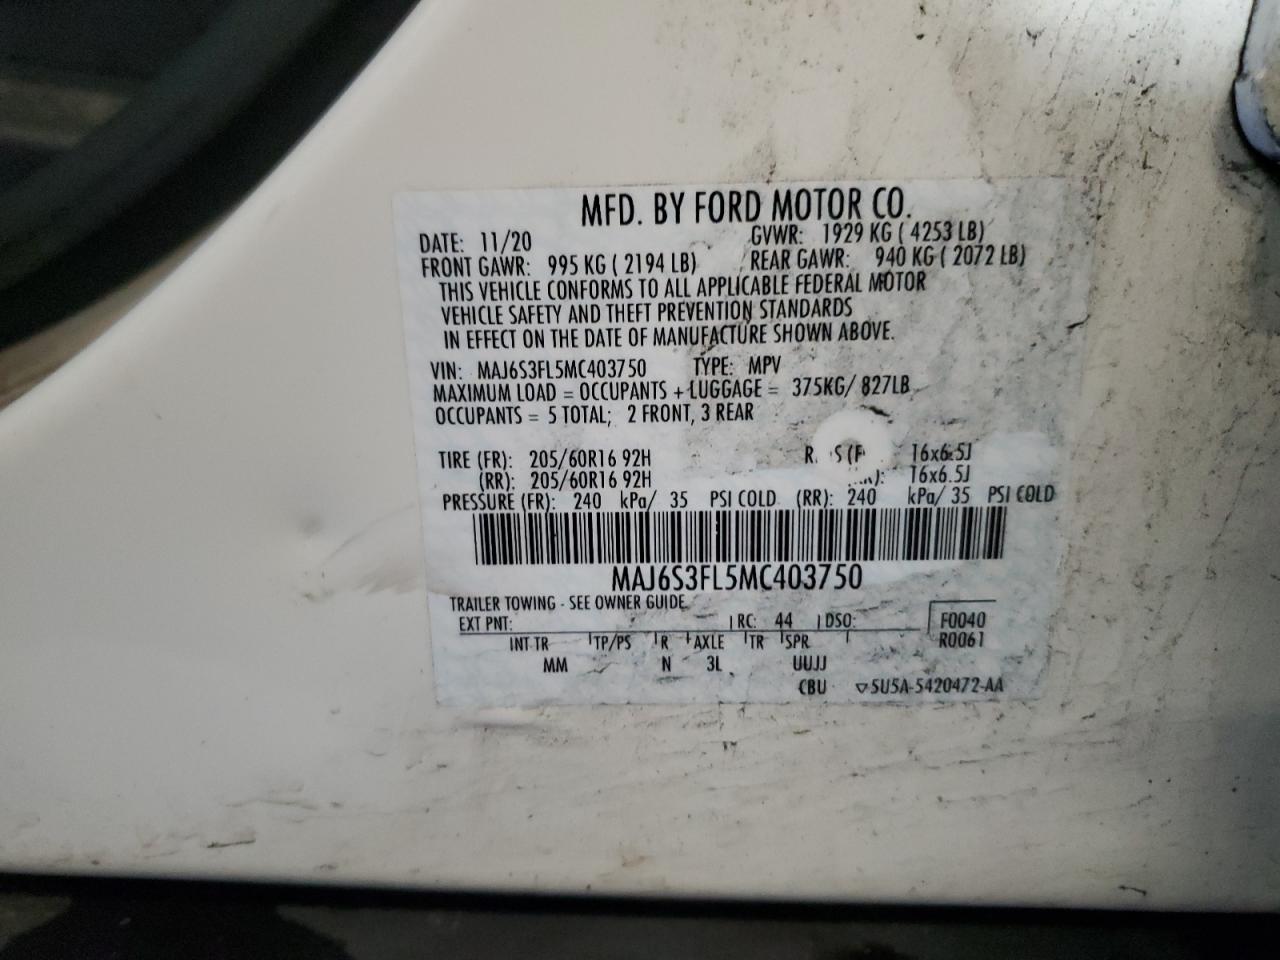 MFD. BY FORD MOTOR CO.
DATE: 11/20 GVWR: 1929 KG ( 4253 LB)
FRONT GAWR: 995 KG ( 2194 LB) REAR GAWR: 940 KG ( 2072 LB)
THIS VEHICLE CONFORMS TO ALL APPLICABLE FEDERAL MOTOR
VEHICLE SAFETY AND THEFT PREVENTION STANDARDS
IN EFFECT ON THE DATE OF MANUFACTURE SHOWN ABOVE.
VIN: MAJ6S3FL5MC403750 TYPE: MPV
MAXIMUM LOAD = OCCUPANTS + LUGGAGE = 375KG/ 827LB
OCCUPANTS = 5 TOTAL; 2 FRONT, 3 REAR
TIRE (FR): 205/60R16 92H 16x6.5J
(RR): 205/60R16 92H 16x6.5J
PRESSURE (FR): 240 kPa/ 35 PSI COLD (RR): 240 kPa/ 35 PSI COLD
MAJ6S3FL5MC403750
TRAILER TOWING - SEE OWNER GUIDE
EXT PNT: RC: 44 DSO: F0040
INT TR TP/PS R AXLE TR SPR R0061
MM N 3L UUJJ
CBU ▽5U5A-5420472-AA